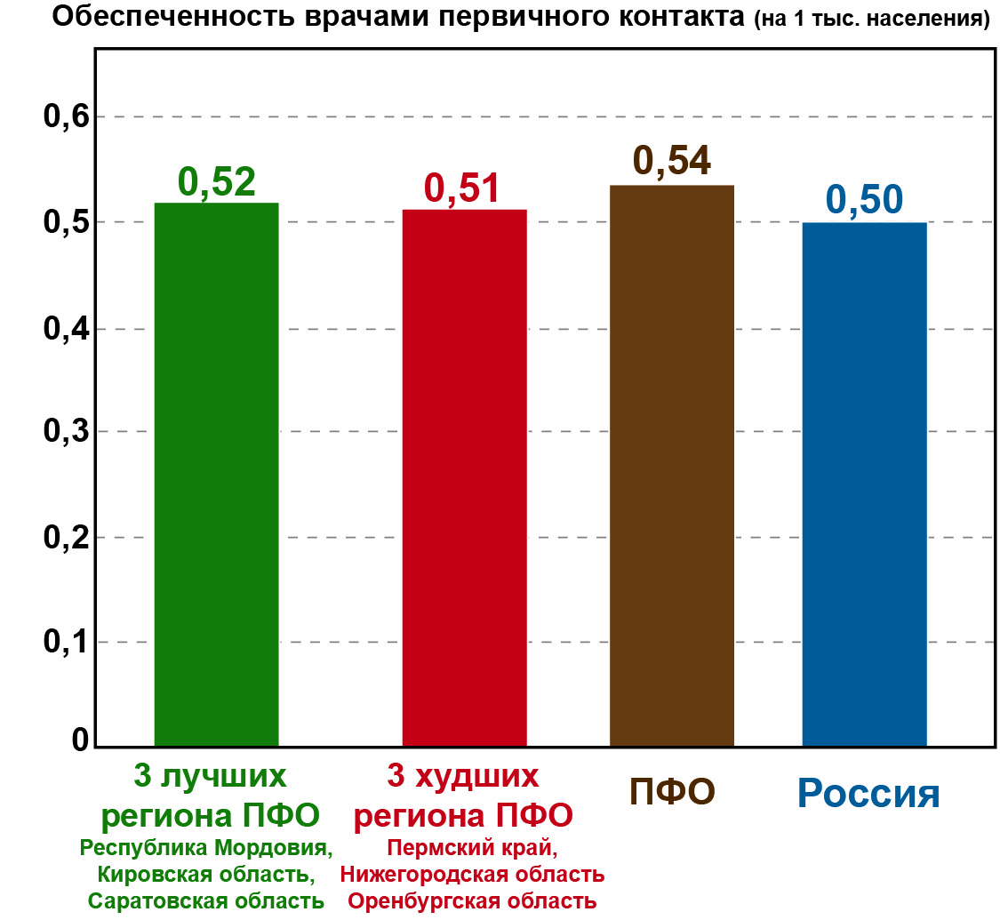 Обеспеченность врачами первичного контакта (на 1 тыс. населения)
0,6
0,5
0,4
0,3
0,2
0,1
0
0,52
0,51
0,54
0,50
3 лучших
региона ПФО
Республика Мордовия,
Кировская область,
Саратовская область
3 худших
региона ПФО
Пермский край,
Нижегородская область
Оренбургская область
ПФО
Россия